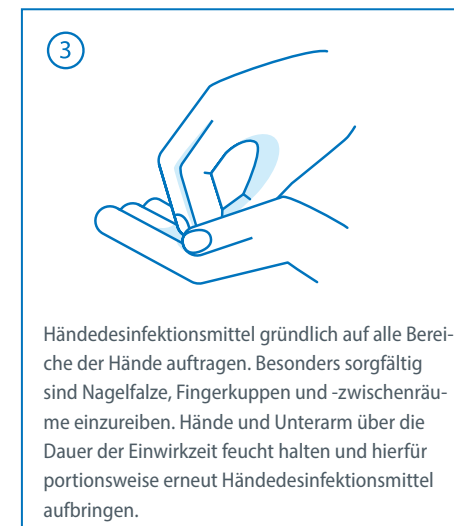 3
Händedesinfektionsmittel gründlich auf alle Berei-
che der Hände auftragen. Besonders sorgfältig
sind Nagelfalze, Fingerkuppen und -zwischenräu-
me einzureiben. Hände und Unterarm über die
Dauer der Einwirkzeit feucht halten und hierfür
portionsweise erneut Händedesinfektionsmittel
aufbringen.